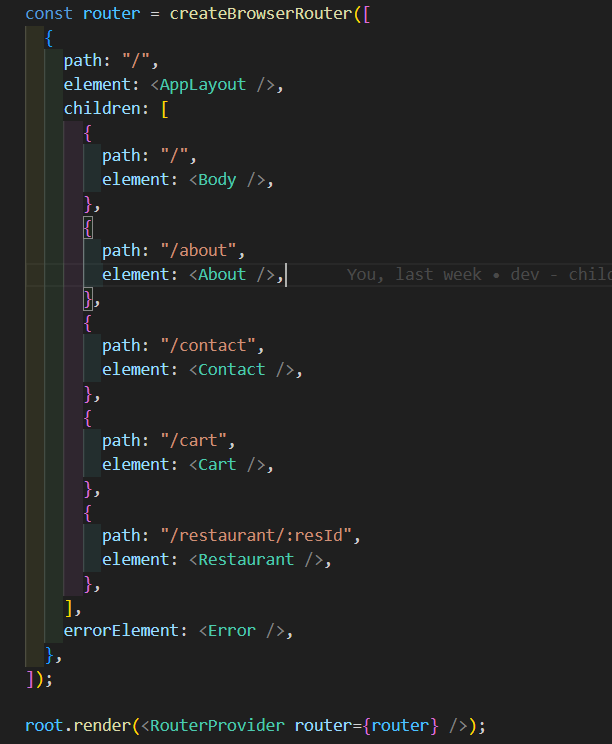 const router = createBrowserRouter([
  {
    path: "/",
    element: <AppLayout />,
    children: [
      {
        path: "/",
        element: <Body />,
      },
      {
        path: "/about",
        element: <About />,      You, last week • dev - chil
      },
      {
        path: "/contact",
        element: <Contact />,
      },
      {
        path: "/cart",
        element: <Cart />,
      },
      {
        path: "/restaurant/:resId",
        element: <Restaurant />,
      },
    ],
    errorElement: <Error />,
  },
]);

root.render(<RouterProvider router={router} />);